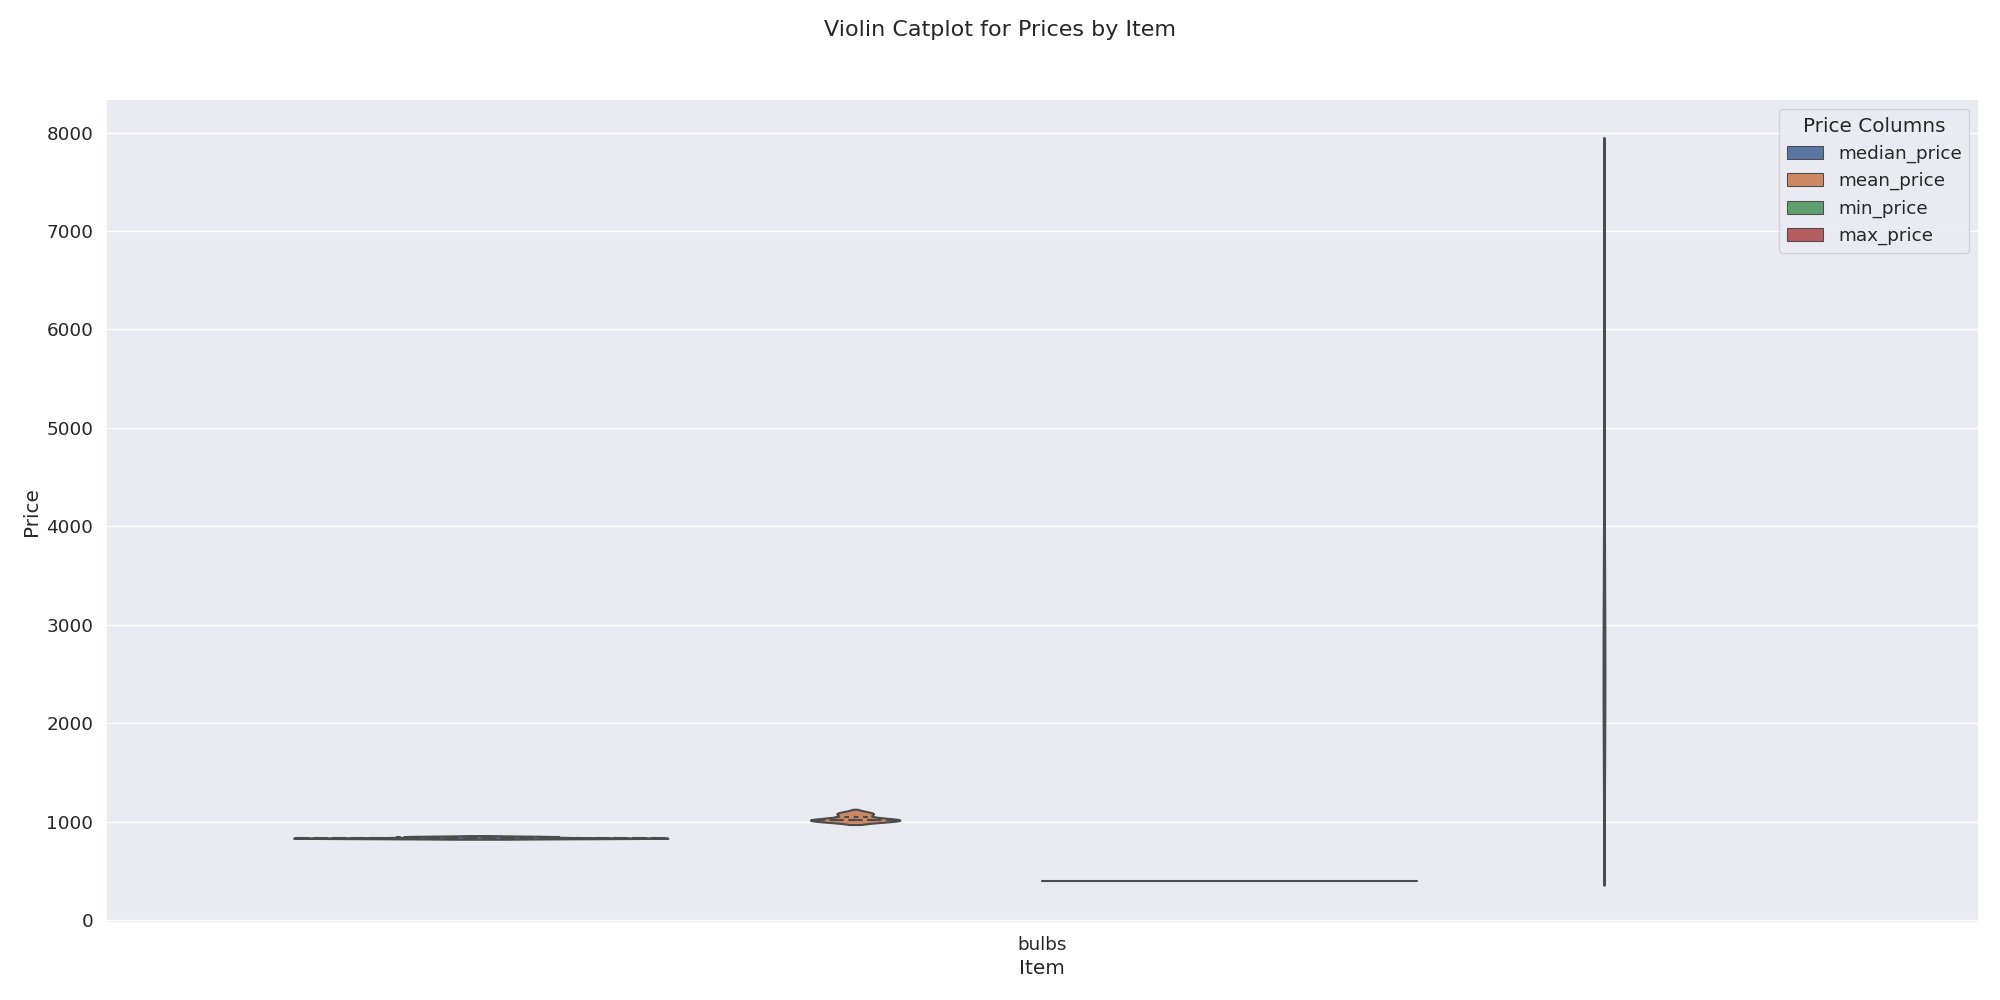 Violin Catplot for Prices by Item
Price Columns
median_price
mean_price
min_price
max_price
8000
7000
6000
5000
4000
3000
2000
1000
0
Price
bulbs
Item